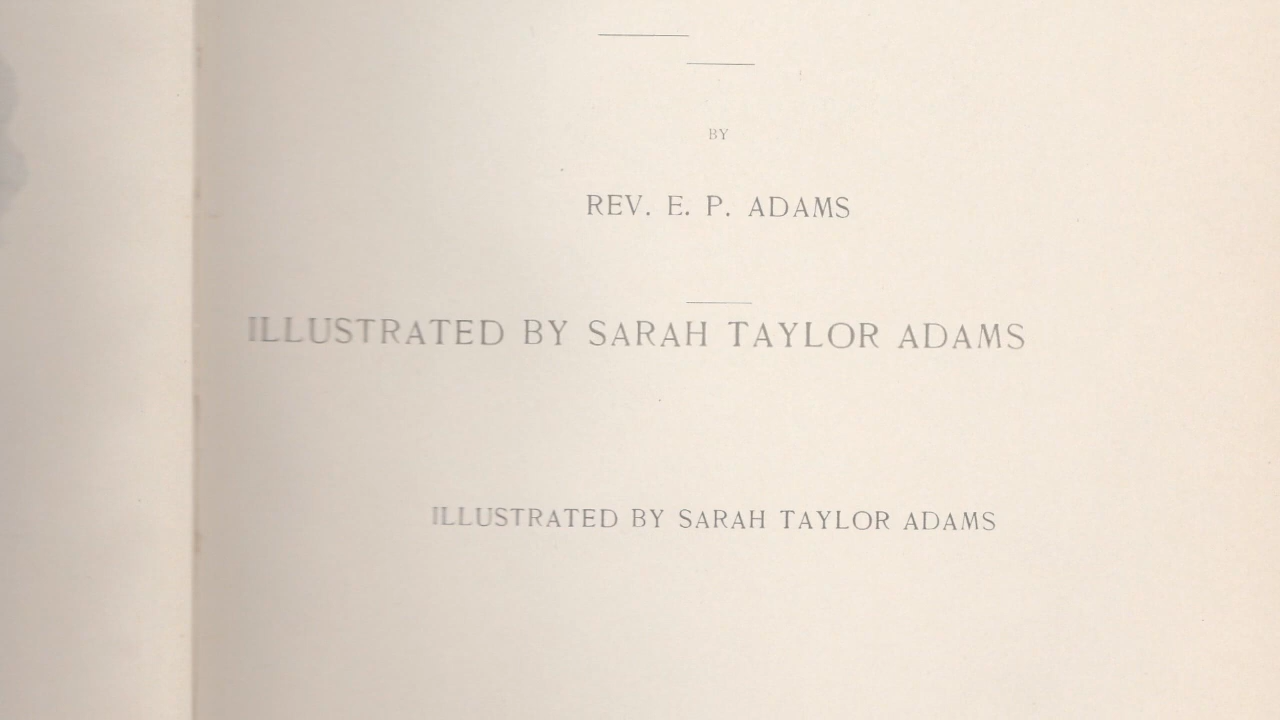 BY
REV. E. P. ADAMS
ILLUSTRATED BY SARAH TAYLOR ADAMS
ILLUSTRATED BY SARAH TAYLOR ADAMS